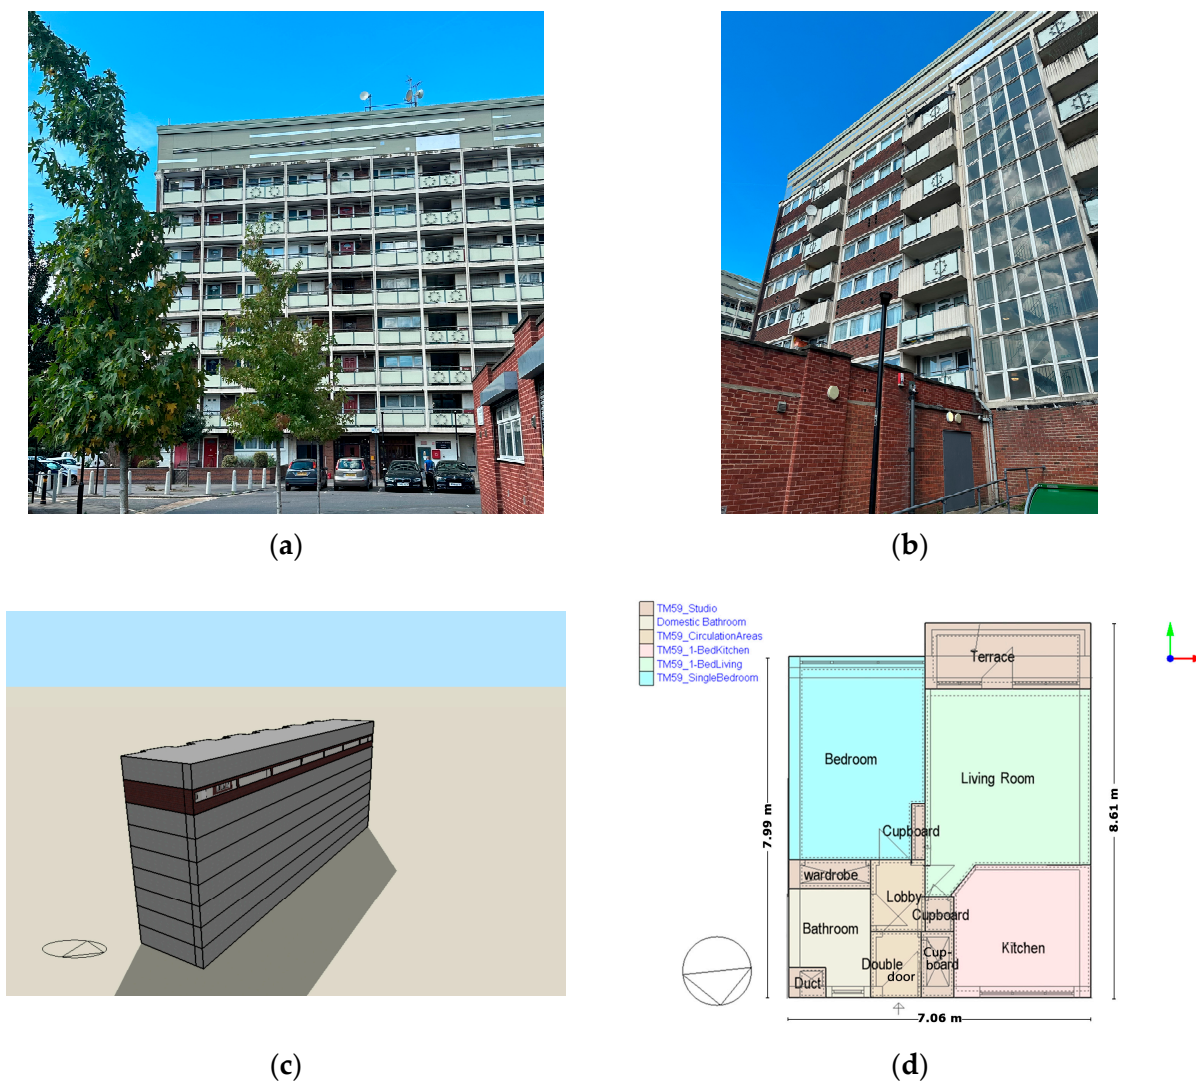 (a)
(b)
TM59_Studio
Domestic Bathroom
TM59_CirculationAreas
TM59_1-BedKitchen
TM59_1-BedLiving
TM59_SingleBedroom
Terrace
Bedroom
Living Room
7.99 m
8.61 m
Cupboard
wardrobe
Lobby
Cupboard
Bathroom
Kitchen
Cup-
board
Double
door
Duct
7.06 m
(c)
(d)